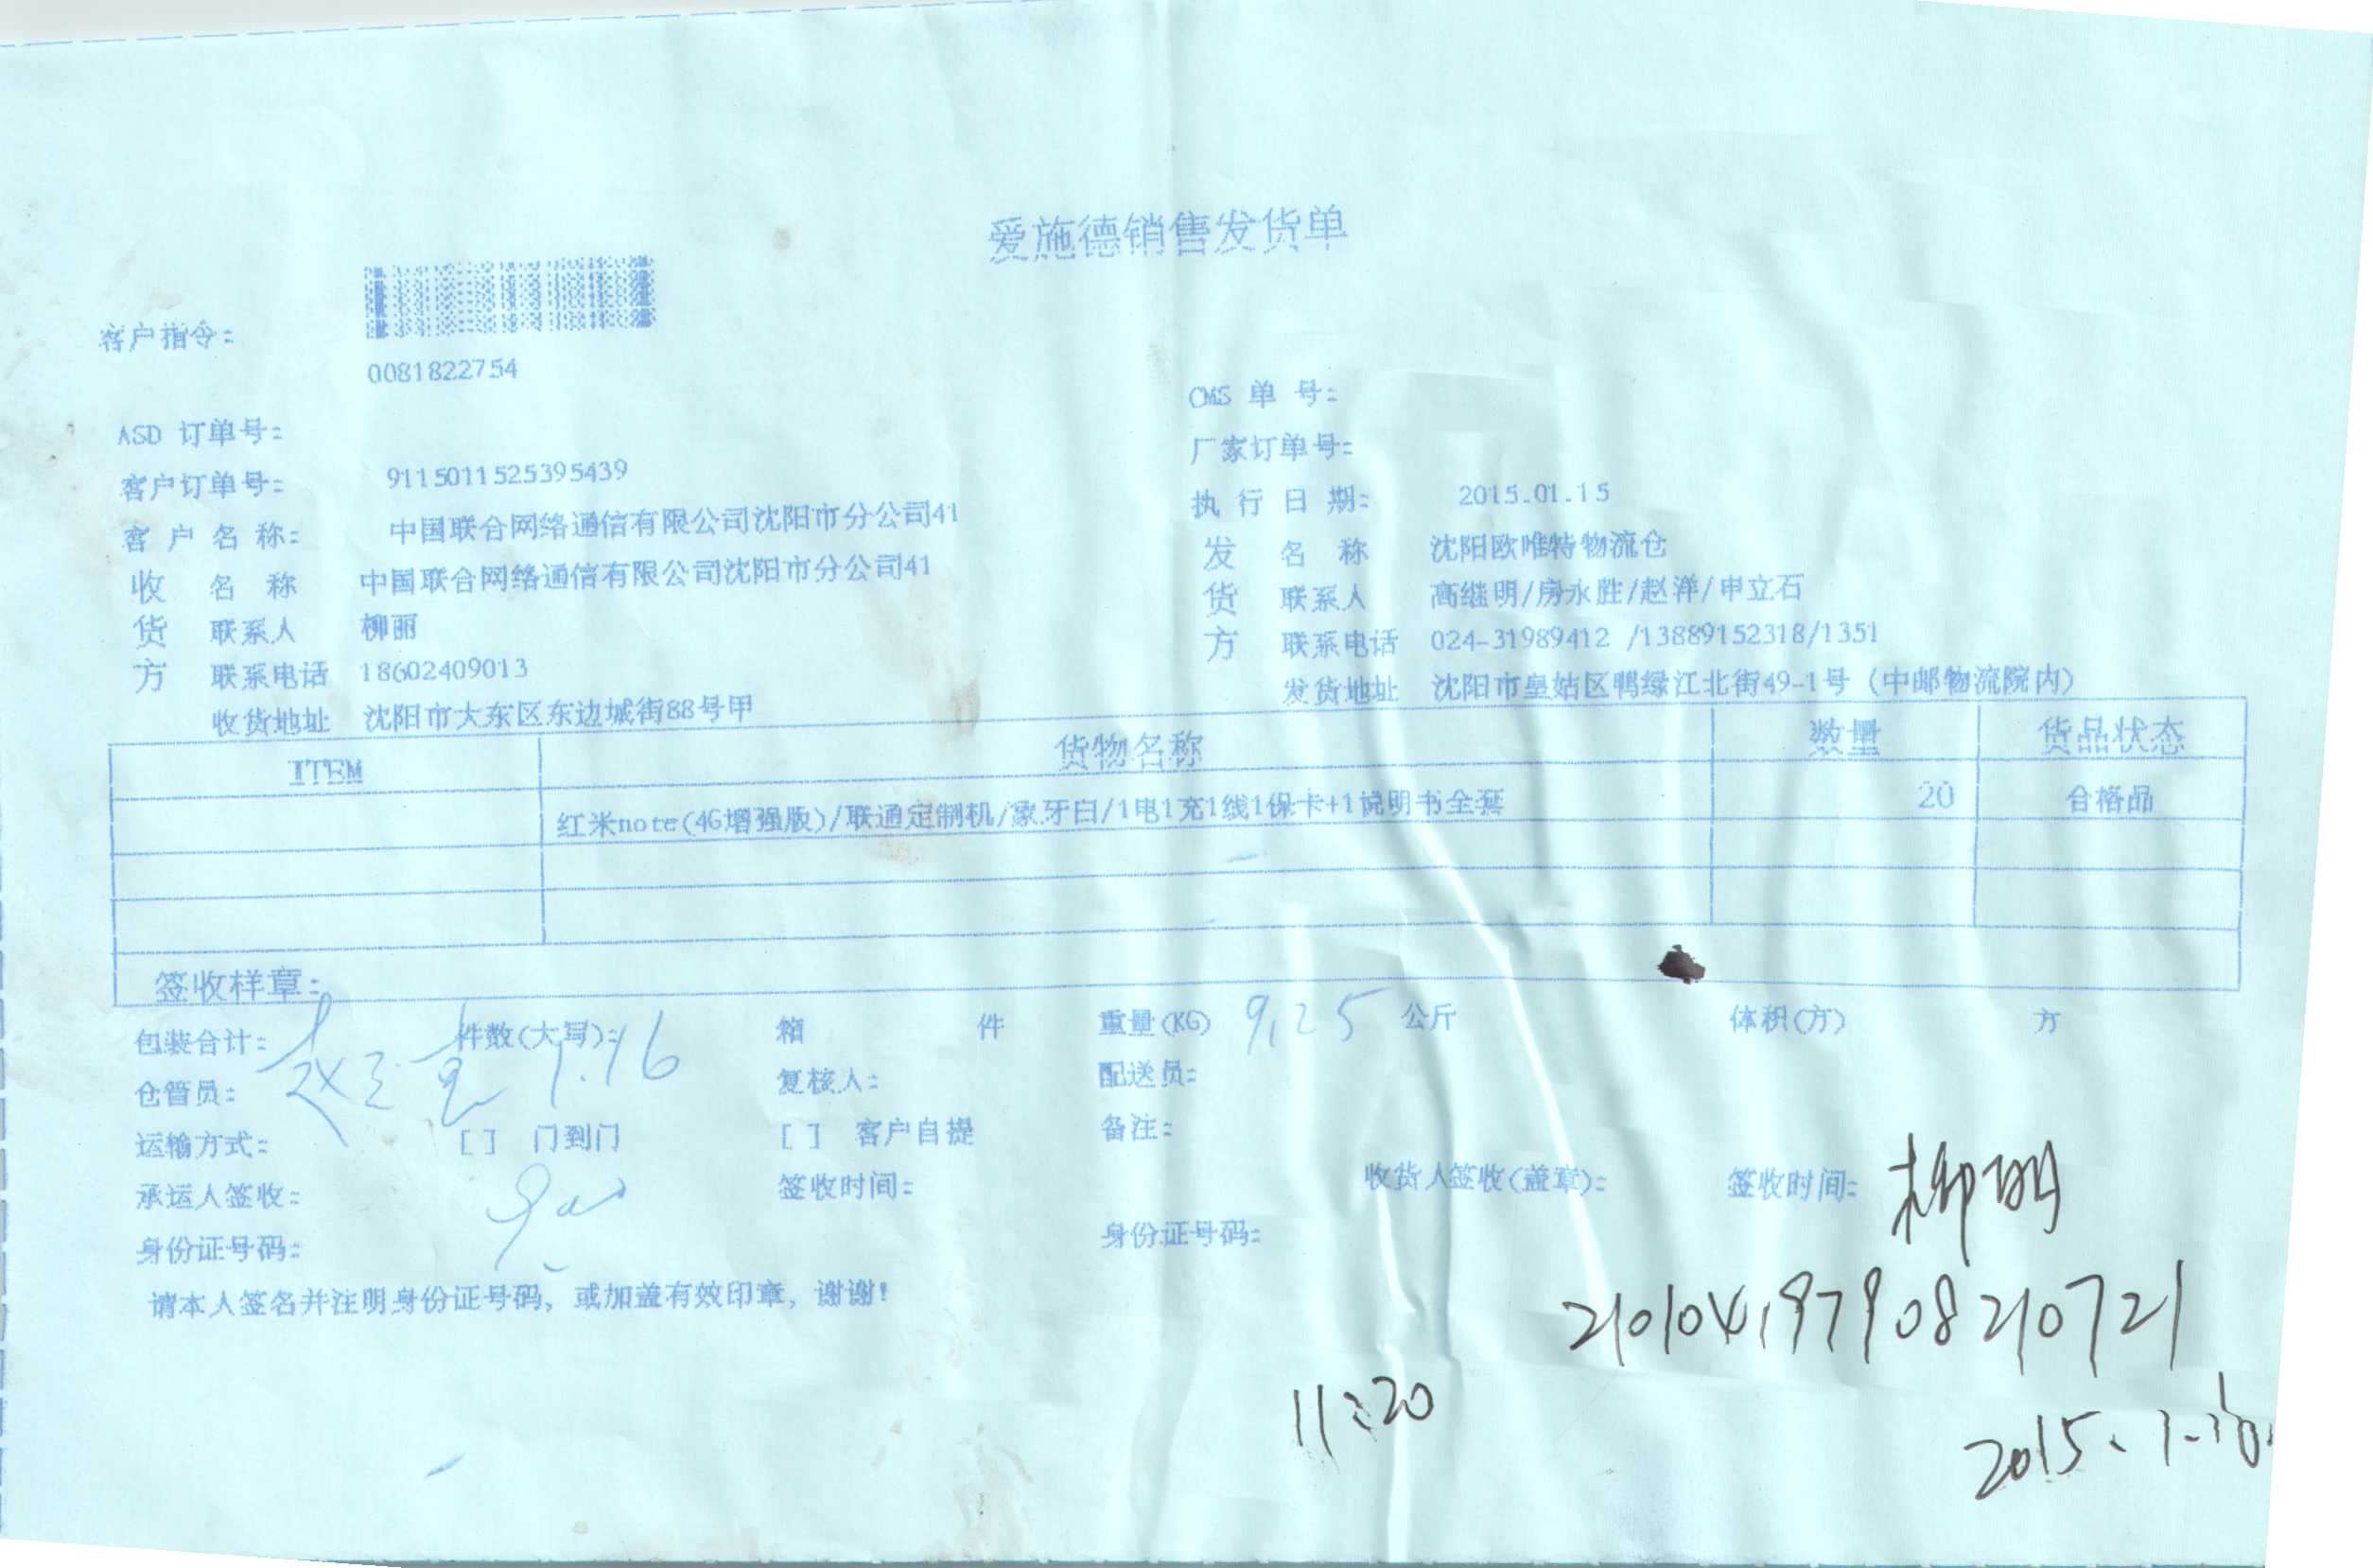 爱施德销售发货单
客户指令:
0081822754
CMS 单 号:
ASD 订单号:
厂家订单号:
客户订单号: 9115011525395439
执 行 日 期: 2015.01.15
客 户 名 称: 中国联合网络通信有限公司沈阳市分公司41
发 名 称 沈阳欧唯特物流仓
收 名 称 中国联合网络通信有限公司沈阳市分公司41
货 联系人 高继明/房永胜/赵洋/申立石
货 联系人 柳丽
方 联系电话 024-31989412 /13889152318/1351
方 联系电话 18602409013
发货地址 沈阳市皇姑区鸭绿江北街49-1号 (中邮物流院内)
收货地址 沈阳市大东区东边城街88号甲
ITEM 货物名称 数量 货品状态
红米note(4G增强版)/联通定制机/象牙白/1电1充1线1保卡+1说明书全套 20 合格品
签收样章:
包装合计: 件数(大写): 箱 件 重量(KG) 9.25 公斤 体积(方) 方
仓管员: 1.16 复核人: 配送员:
运输方式: [ ] 门到门 [ ] 客户自提 备注:
承运人签收: 签收时间: 收货人签收(盖章): 签收时间:
身份证号码: 身份证号码:
210104197908210721
请本人签名并注明身份证号码, 或加盖有效印章, 谢谢!
11:20
2015.1.16.